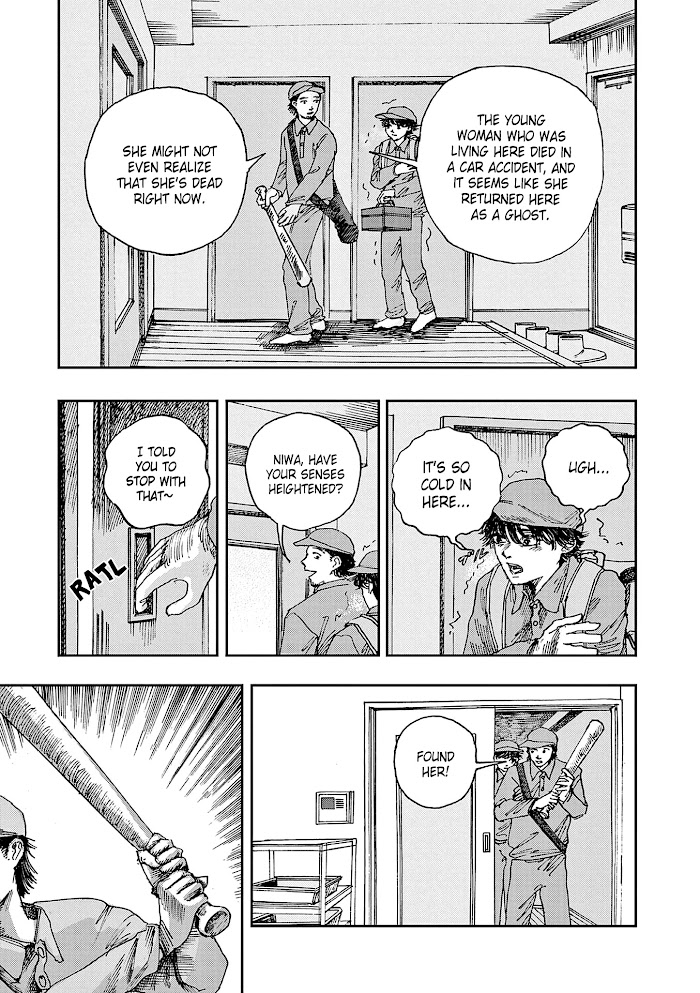 THE YOUNG
WOMAN WHO WAS
LIVING HERE DIED IN
A CAR ACCIDENT, AND
IT SEEMS LIKE SHE
RETURNED HERE
AS A GHOST.
SHE MIGHT NOT
EVEN REALIZE
THAT SHE'S DEAD
RIGHT NOW.
UGH...
IT'S SO
COLD IN
HERE...
NIWA, HAVE
YOUR SENSES
HEIGHTENED?
I TOLD
YOU TO
STOP WITH
THAT~
RATL
FOUND
HER!